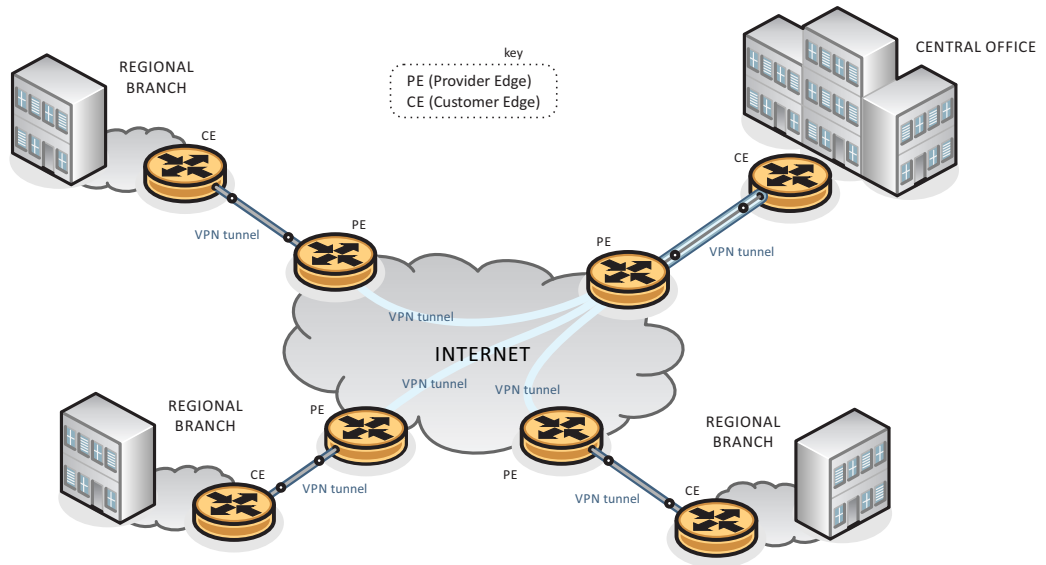 key
PE (Provider Edge)
CE (Customer Edge)
REGIONAL
BRANCH
CE
VPN tunnel
PE
CENTRAL OFFICE
CE
VPN tunnel
PE
VPN tunnel
INTERNET
VPN tunnel
VPN tunnel
REGIONAL
BRANCH
PE
CE
VPN tunnel
REGIONAL
BRANCH
PE
VPN tunnel
CE